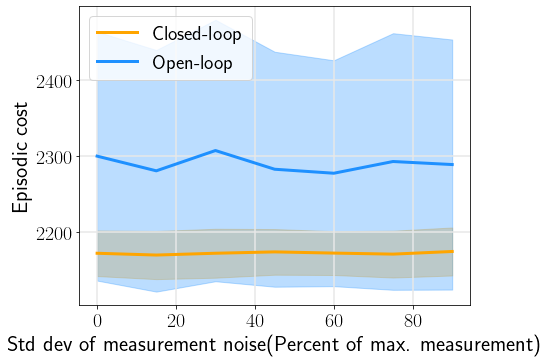 Closed-loop
Open-loop
Episodic cost
2400
2300
2200
0 20 40 60 80
Std dev of measurement noise(Percent of max. measurement)